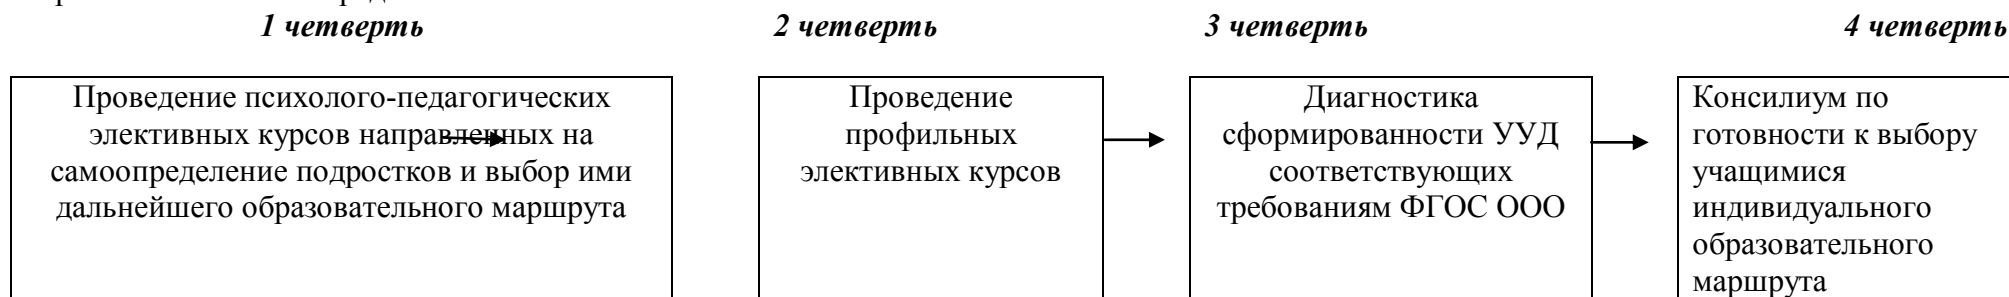 1 четверть
2 четверть
3 четверть
4 четверть
Проведение психолого-педагогических
элективных курсов направленных на
самоопределение подростков и выбор ими
дальнейшего образовательного маршрута
Проведение
профильных
элективных курсов
Диагностика
сформированности УУД
соответствующих
требованиям ФГОС ООО
Консилиум по
готовности к выбору
учащимися
индивидуального
образовательного
маршрута